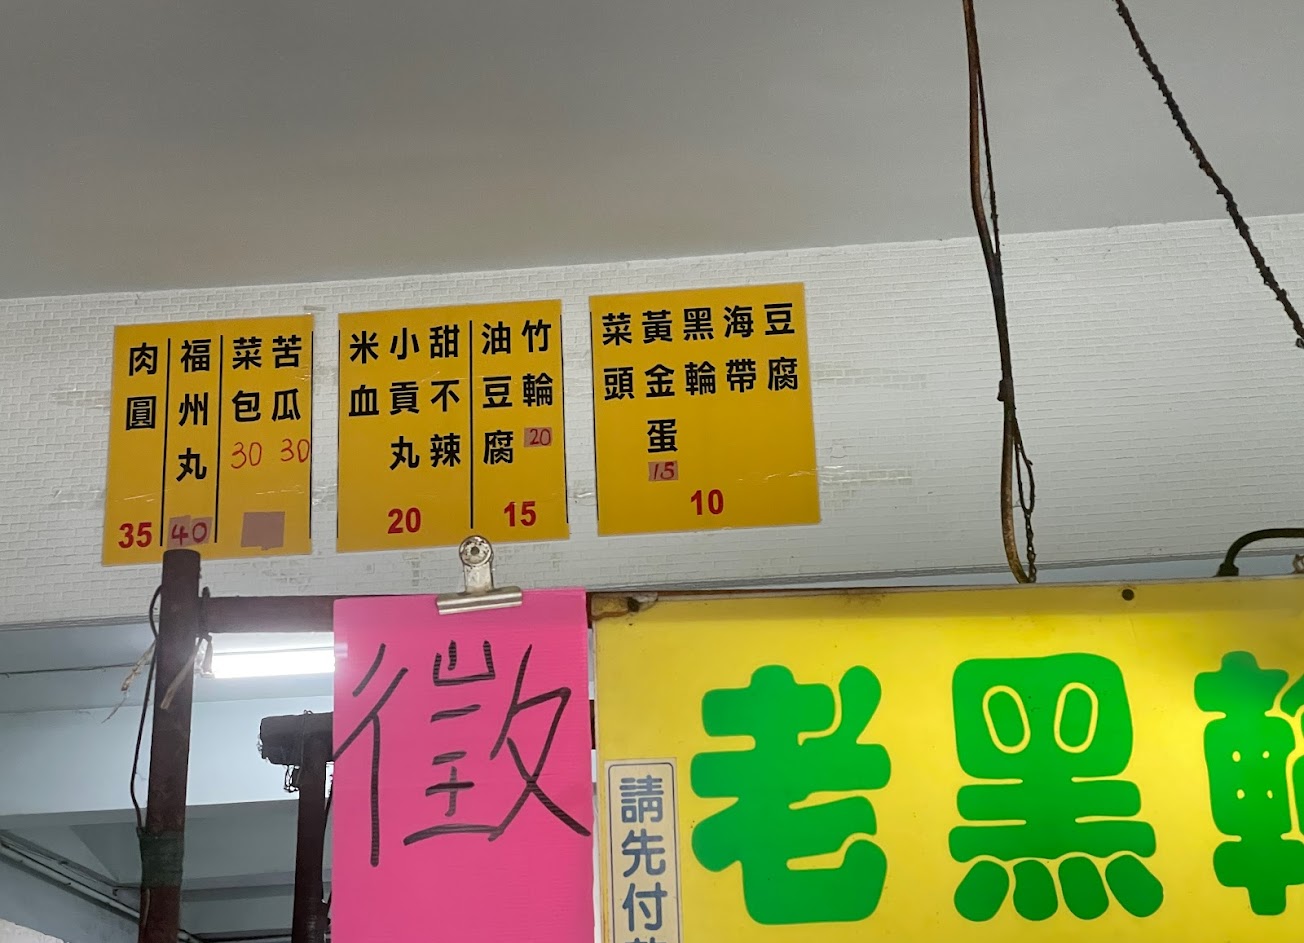 豆腐
海帶
黑輪
黃金蛋 15
菜頭
10
竹輪 20
油豆腐
15
甜不辣
小貢丸
米血
20
苦瓜 30
菜包 30
福州丸
40
肉圓
35
徵
老黑輪
請先付款